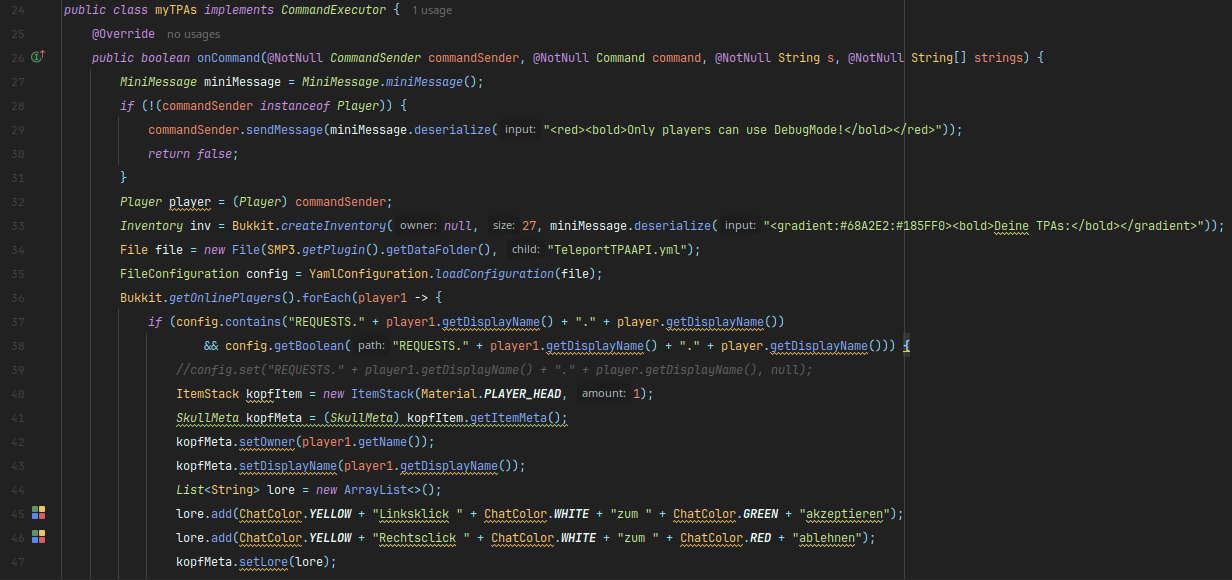 24 public class myTPAs implements CommandExecutor { 1 usage
25 @Override no usages
26 public boolean onCommand(@NotNull CommandSender commandSender, @NotNull Command command, @NotNull String s, @NotNull String[] strings) {
27 MiniMessage miniMessage = MiniMessage.miniMessage();
28 if (!(commandSender instanceof Player)) {
29 commandSender.sendMessage(miniMessage.deserialize( input: "<red><bold>Only players can use DebugMode!</bold></red>"));
30 return false;
31 }
32 Player player = (Player) commandSender;
33 Inventory inv = Bukkit.createInventory( owner: null, size: 27, miniMessage.deserialize( input: "<gradient:#68A2E2:#185FF0><bold>Deine TPAs:</bold></gradient>"));
34 File file = new File(SMP3.getPlugin().getDataFolder(), child: "TeleportTPAAPI.yml");
35 FileConfiguration config = YamlConfiguration.loadConfiguration(file);
36 Bukkit.getOnlinePlayers().forEach(player1 -> {
37 if (config.contains("REQUESTS." + player1.getDisplayName() + "." + player.getDisplayName())
38 && config.getBoolean( path: "REQUESTS." + player1.getDisplayName() + "." + player.getDisplayName())) {
39 //config.set("REQUESTS." + player1.getDisplayName() + "." + player.getDisplayName(), null);
40 ItemStack kopfItem = new ItemStack(Material.PLAYER_HEAD, amount: 1);
41 SkullMeta kopfMeta = (SkullMeta) kopfItem.getItemMeta();
42 kopfMeta.setOwner(player1.getName());
43 kopfMeta.setDisplayName(player1.getDisplayName());
44 List<String> lore = new ArrayList<>();
45 lore.add(ChatColor.YELLOW + "Linksklick " + ChatColor.WHITE + "zum " + ChatColor.GREEN + "akzeptieren");
46 lore.add(ChatColor.YELLOW + "Rechtsclick " + ChatColor.WHITE + "zum " + ChatColor.RED + "ablehnen");
47 kopfMeta.setLore(lore);